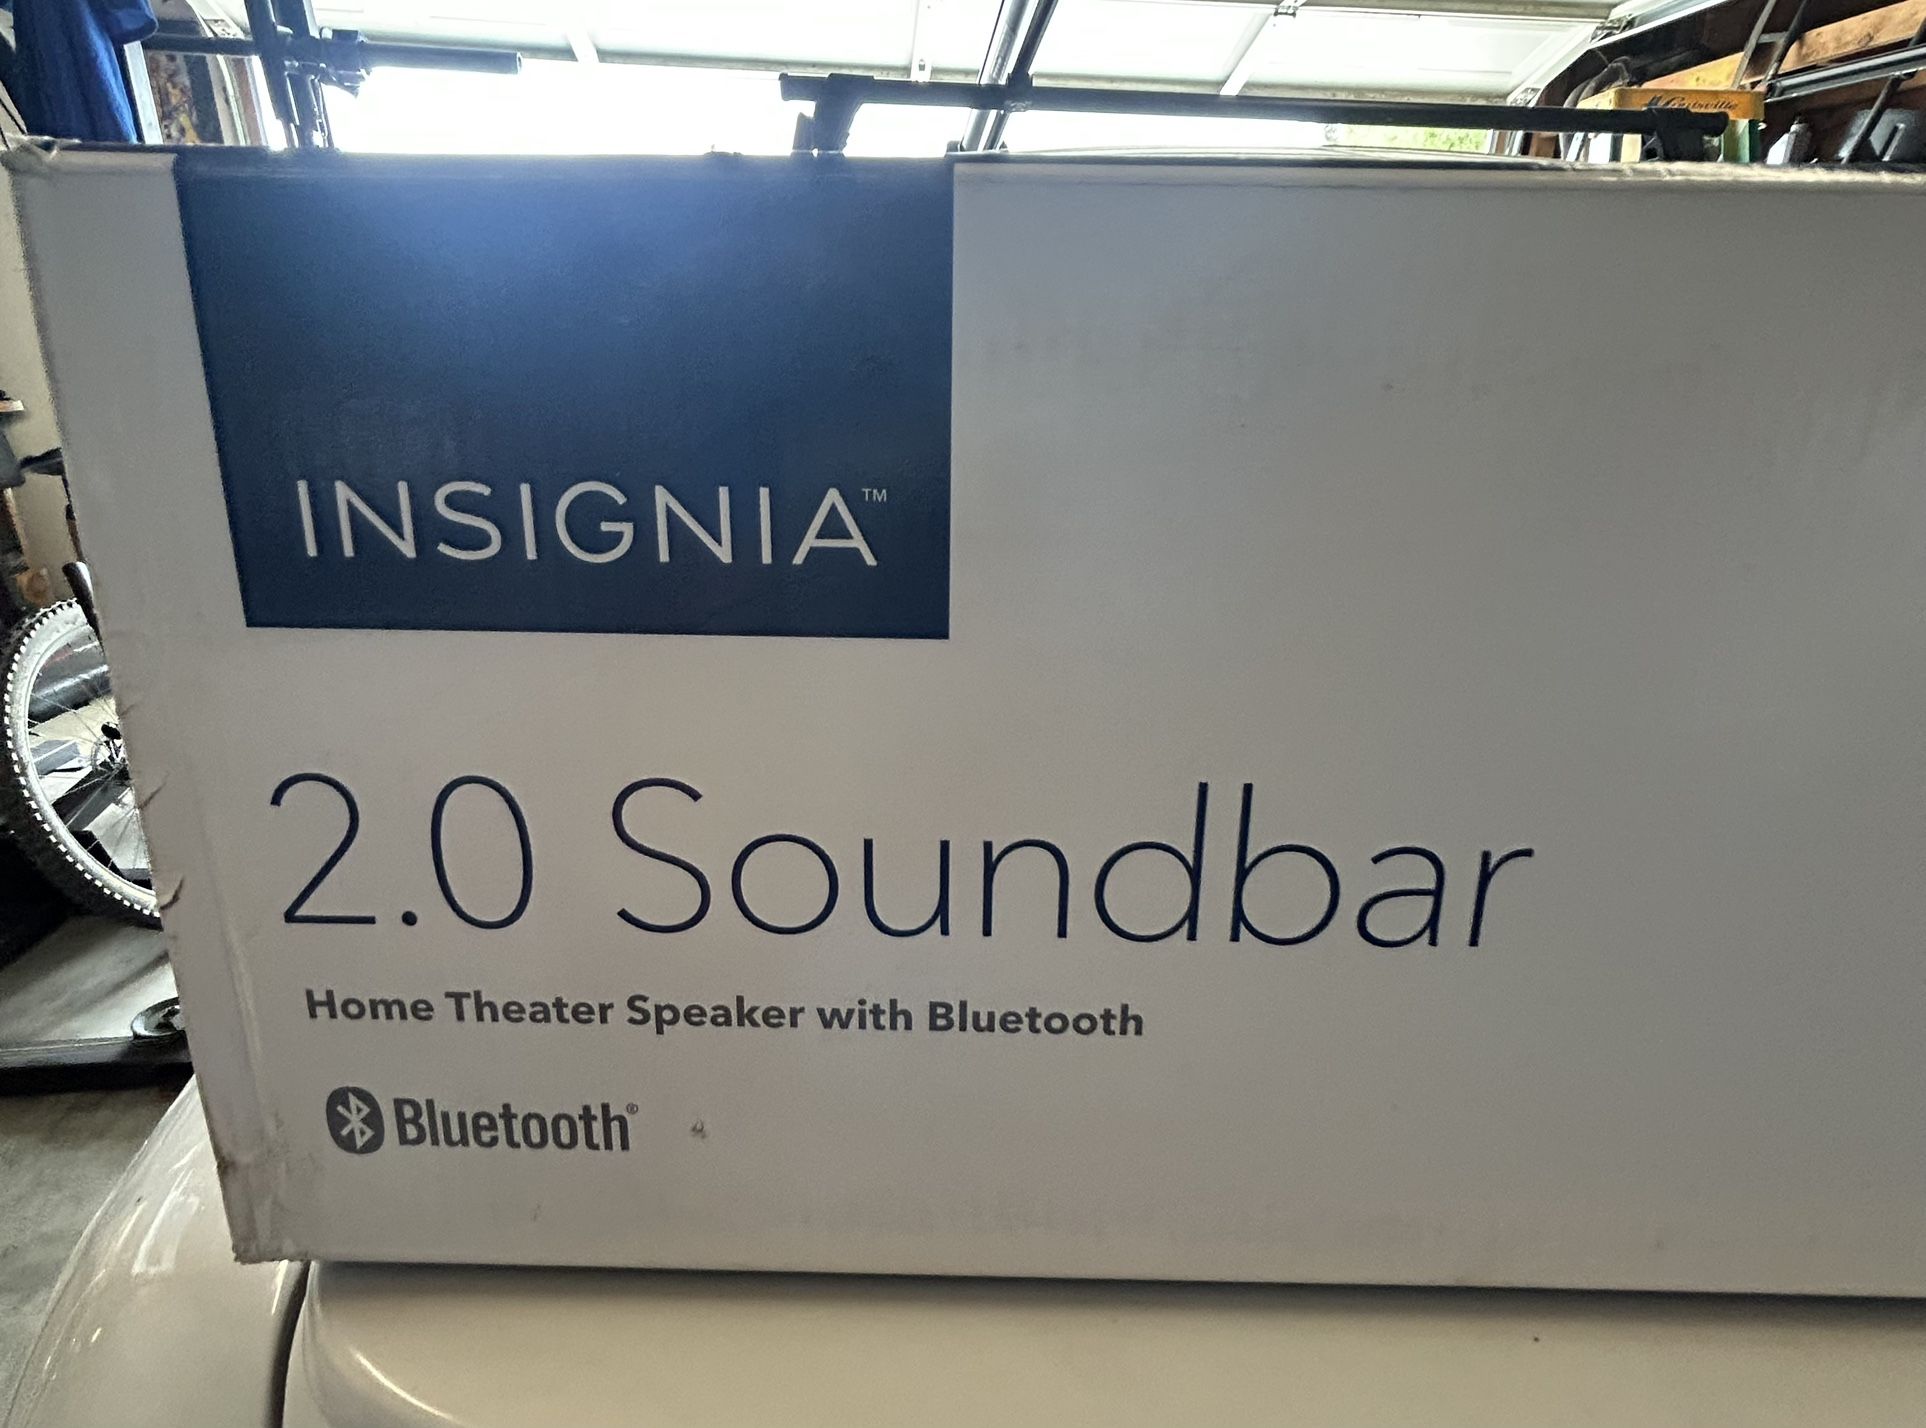 INSIGNIA™
2.0 Soundbar
Home Theater Speaker with Bluetooth
Bluetooth®